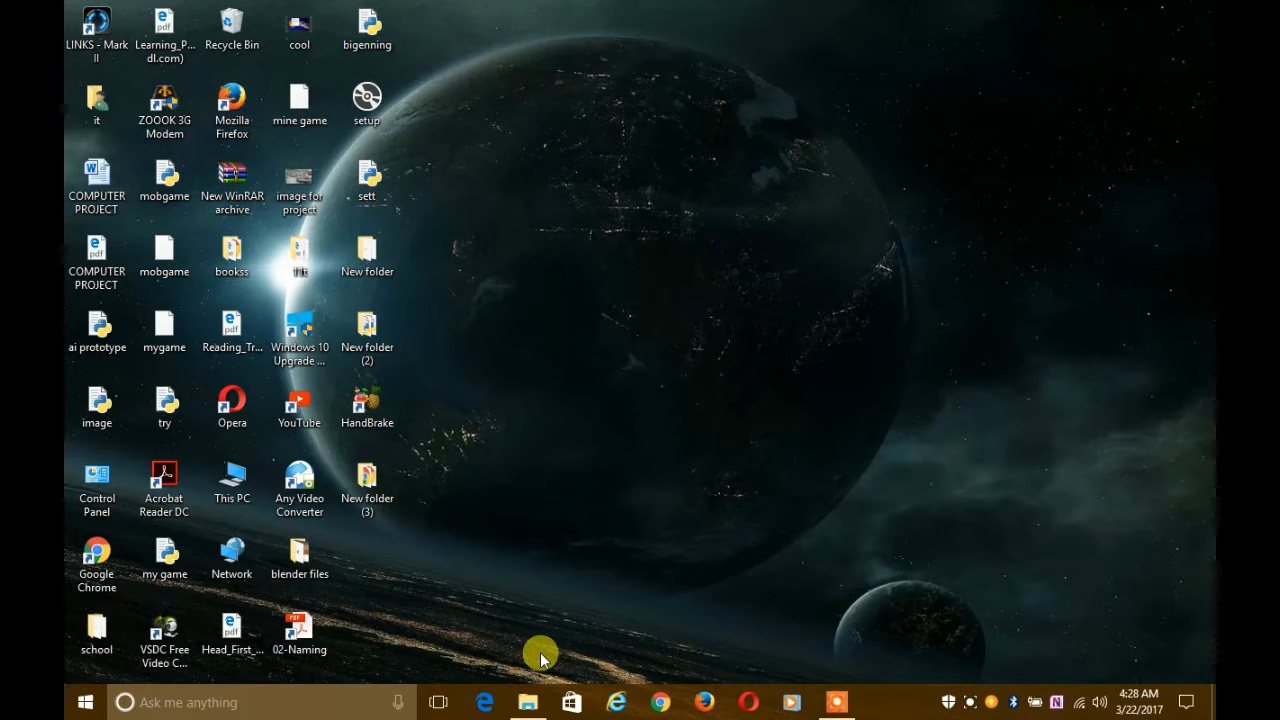 LINKS - Mark
II
Learning_P...
dl.com)
Recycle Bin
cool
bigenning
it
ZOOOK 3G
Modem
Mozilla
Firefox
mine game
setup
COMPUTER
PROJECT
mobgame
New WinRAR
archive
image for
project
sett
COMPUTER
PROJECT
mobgame
bookss
New folder
ai prototype
mygame
Reading_Tr...
Windows 10
Upgrade ...
New folder
(2)
image
try
Opera
YouTube
HandBrake
Control
Panel
Acrobat
Reader DC
This PC
Any Video
Converter
New folder
(3)
Google
Chrome
my game
Network
blender files
school
VSDC Free
Video C...
Head_First_...
02-Naming
Ask me anything
4:28 AM
3/22/2017